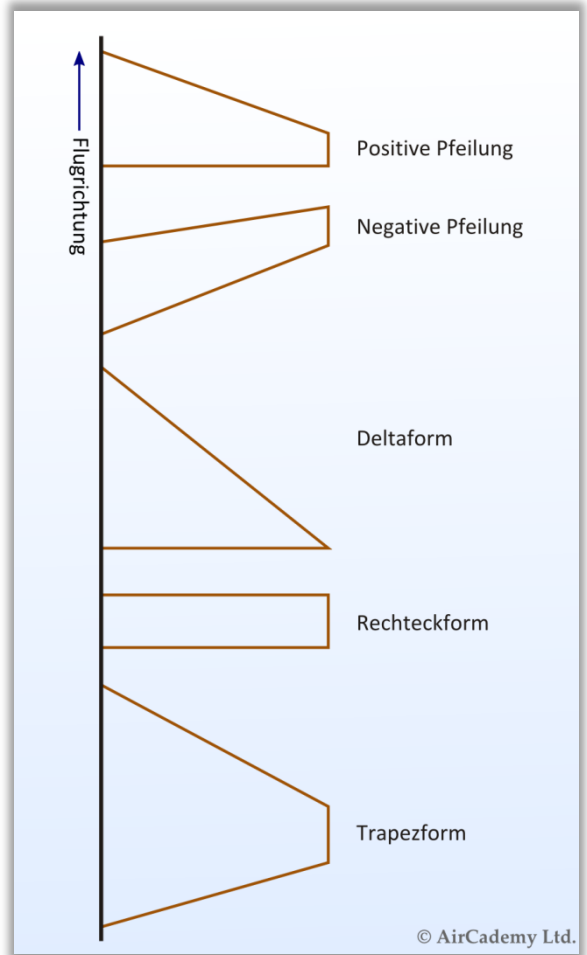 Flugrichtung
Positive Pfeilung
Negative Pfeilung
Deltaform
Rechteckform
Trapezform
© AirCademy Ltd.